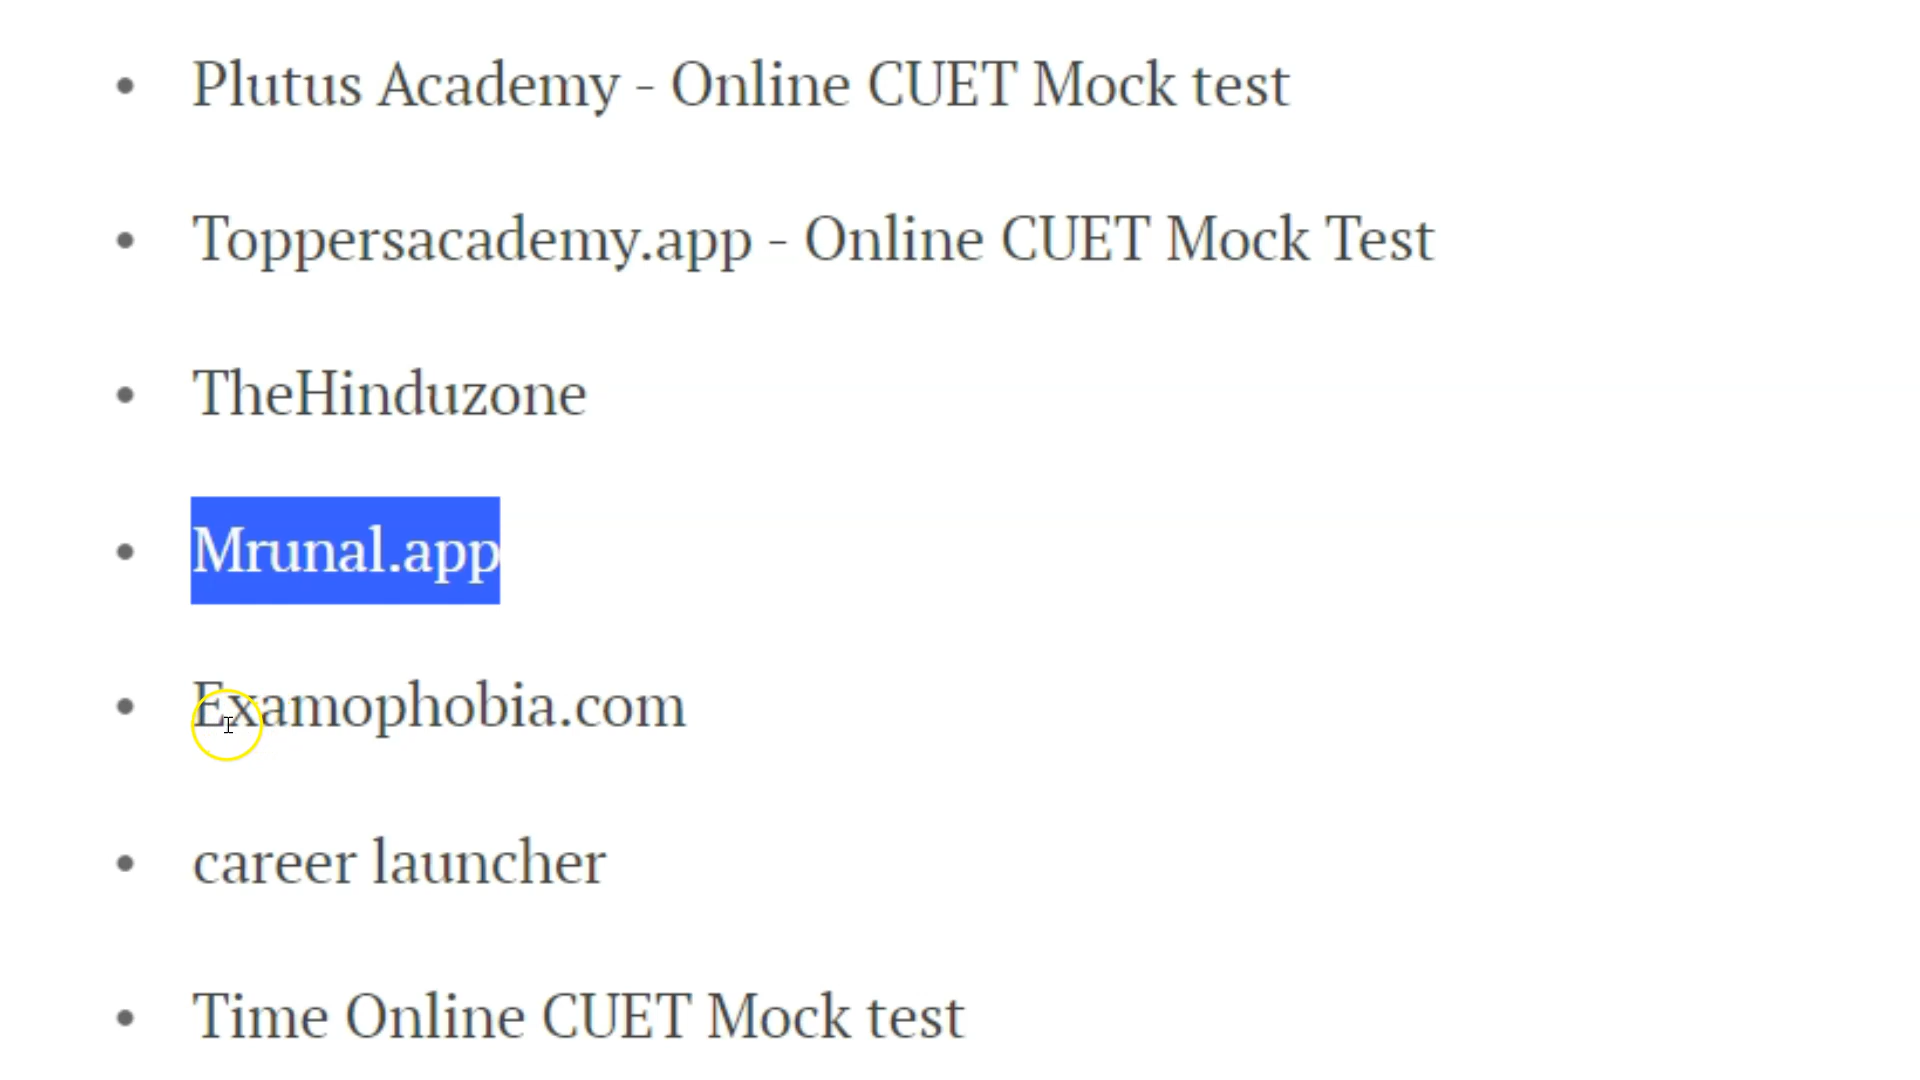 • Plutus Academy - Online CUET Mock test
• Toppersacademy.app - Online CUET Mock Test
• TheHinduzone
• Mrunal.app
• Examophobia.com
• career launcher
• Time Online CUET Mock test